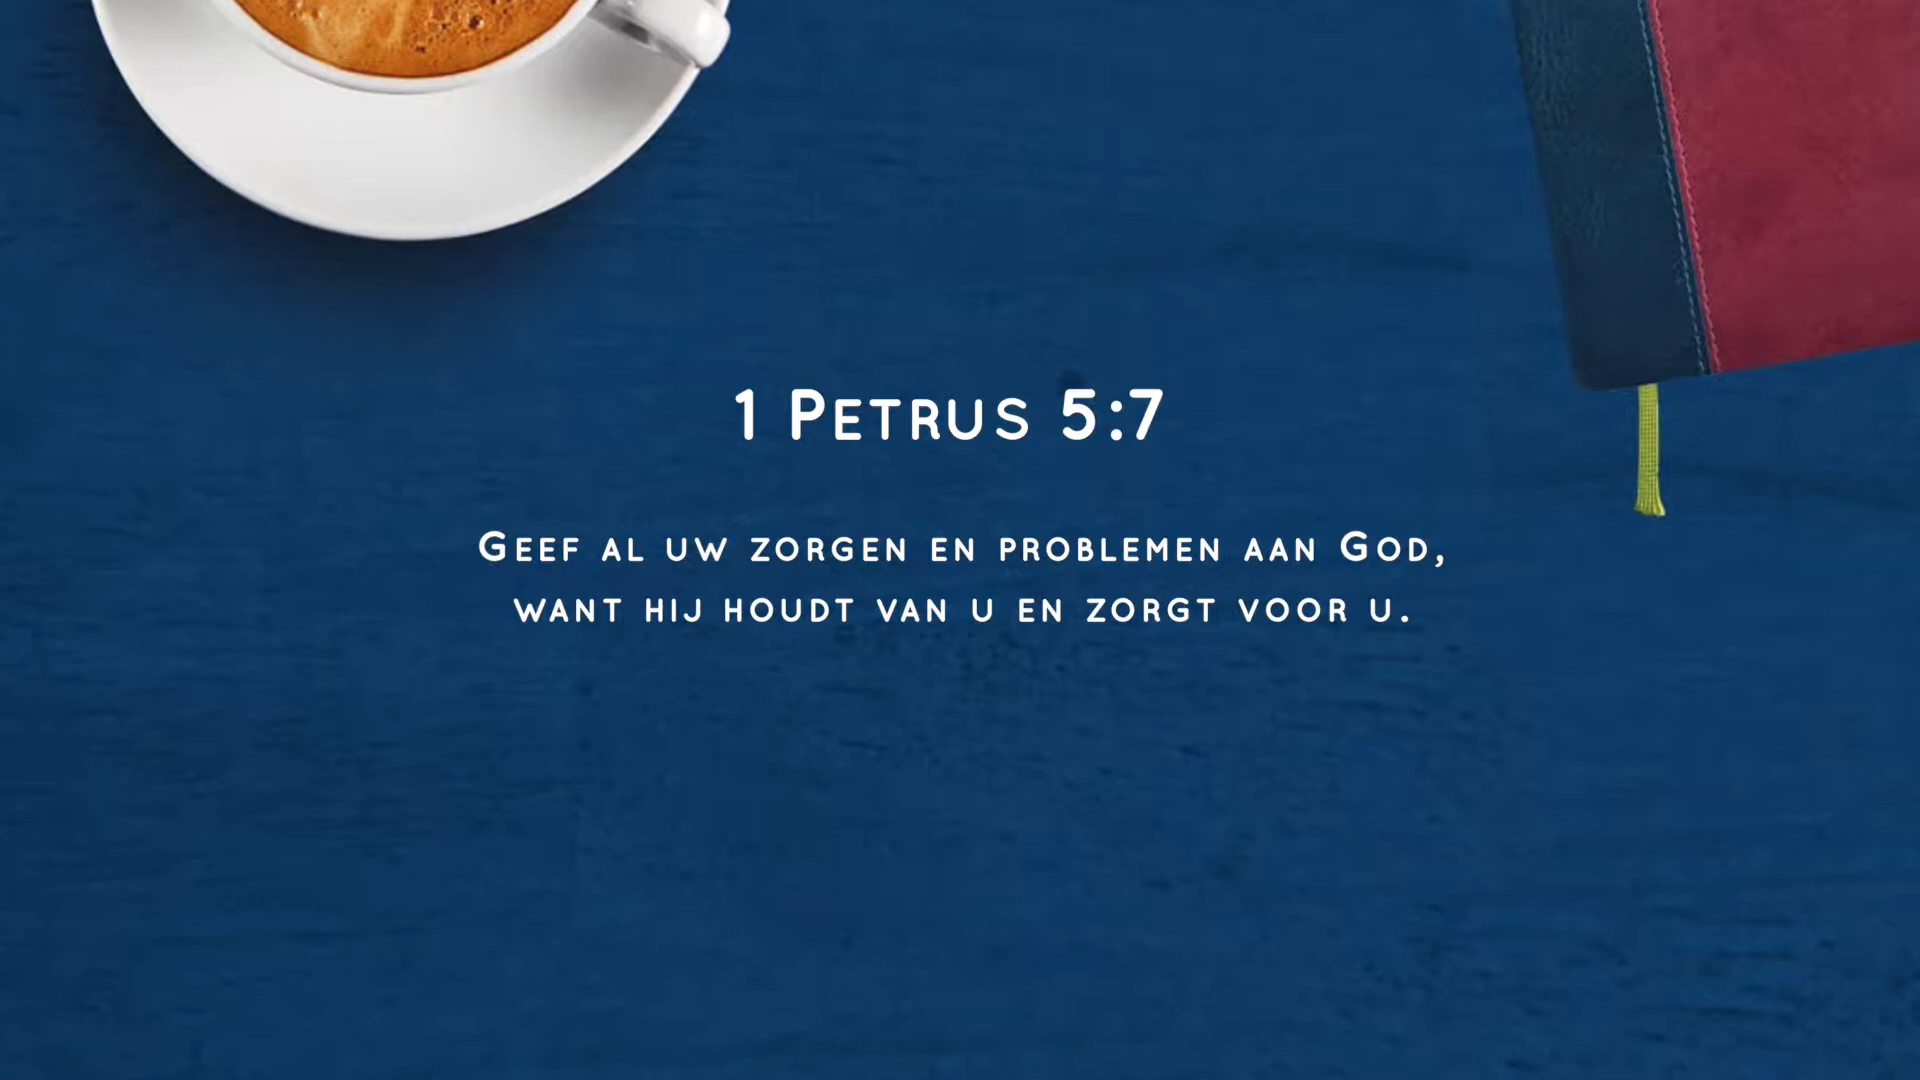 1 Petrus 5:7
Geef al uw zorgen en problemen aan God,
want hij houdt van u en zorgt voor u.